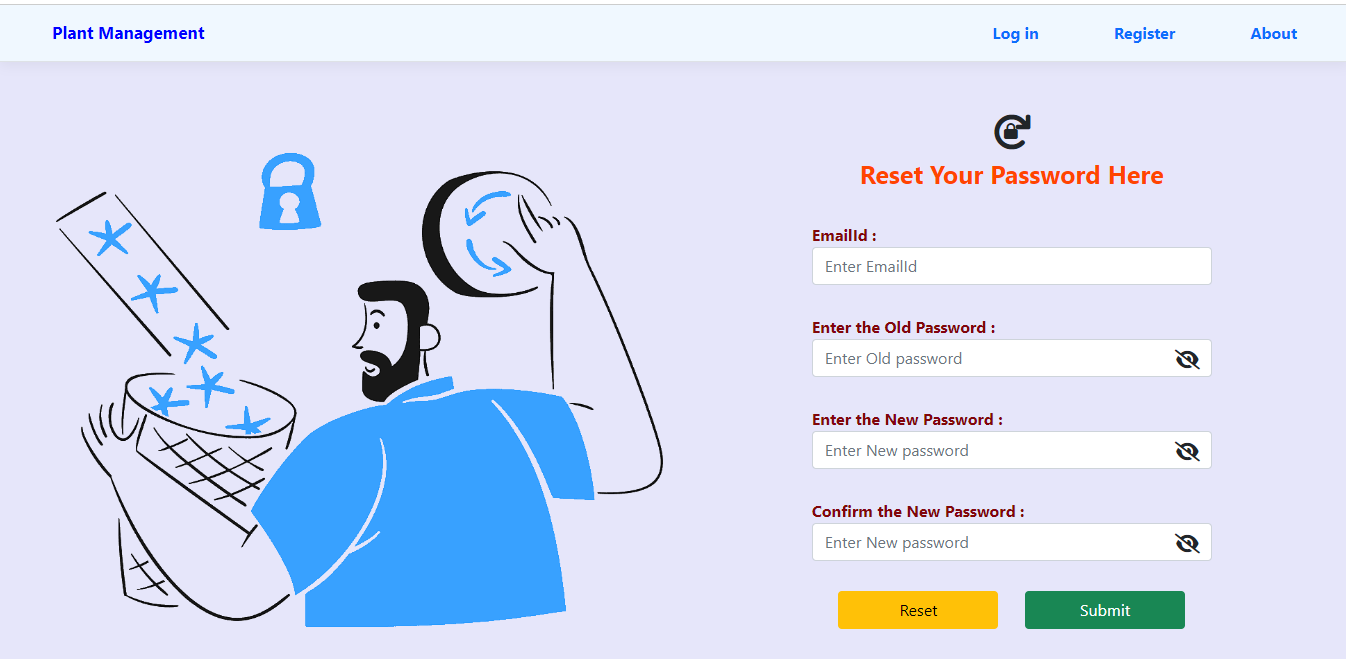 Plant Management
Log in
Register
About
Reset Your Password Here
EmailId :
Enter EmailId
Enter the Old Password :
Enter Old password
Enter the New Password :
Enter New password
Confirm the New Password :
Enter New password
Reset
Submit